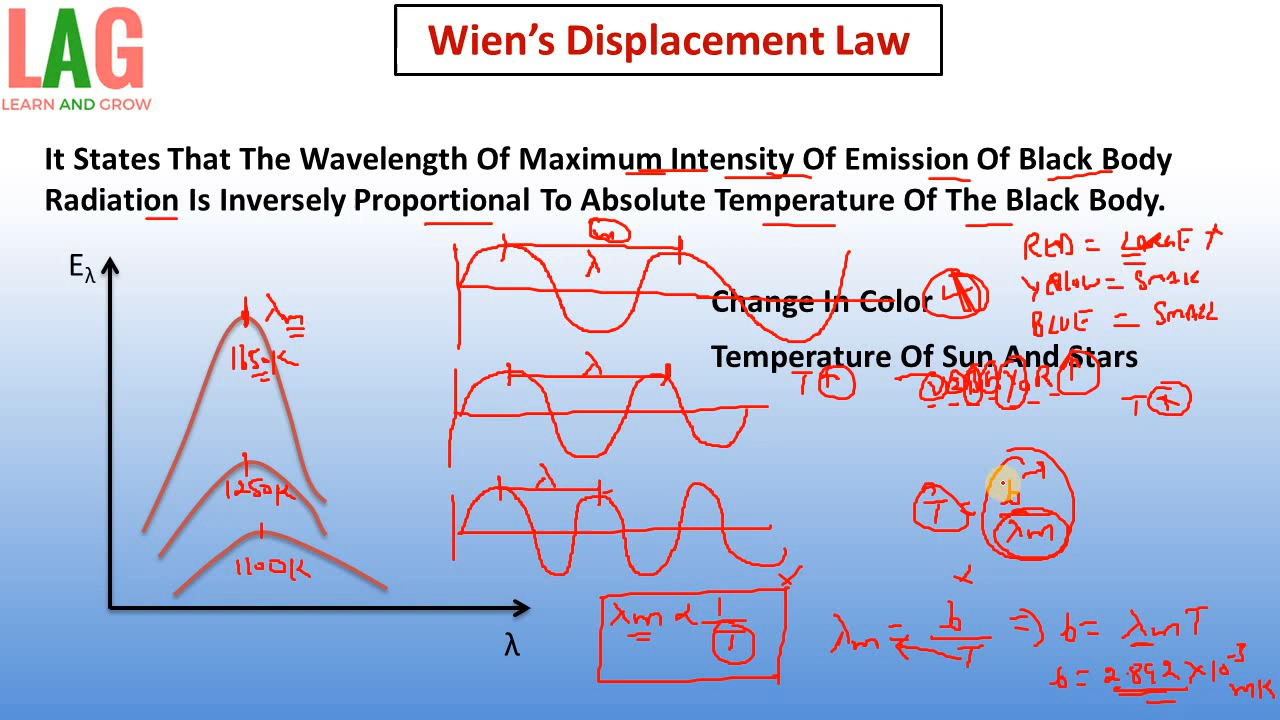 LAG
LEARN AND GROW
Wien's Displacement Law
It States That The Wavelength Of Maximum Intensity Of Emission Of Black Body
Radiation Is Inversely Proportional To Absolute Temperature Of The Black Body.
m
RED = LARGE ↑
Eλ
λ
YELLOW = SMALL
λm
Change In Color
4
BLUE = SMALL
1650K
Temperature Of Sun And Stars
λ
T ↑
R
T
1250K
λ
T = b/λm
1100K
λm ∝ 1/T
λm = b/T ⇒ b = λmT
λ
b = 2.892 × 10⁻³ mK